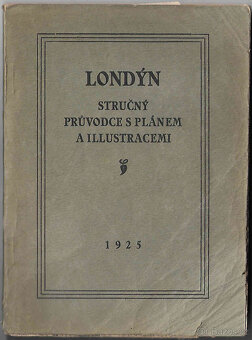 LONDÝN
STRUČNÝ
PRŮVODCE S PLÁNEM
A ILLUSTRACEMI
1925